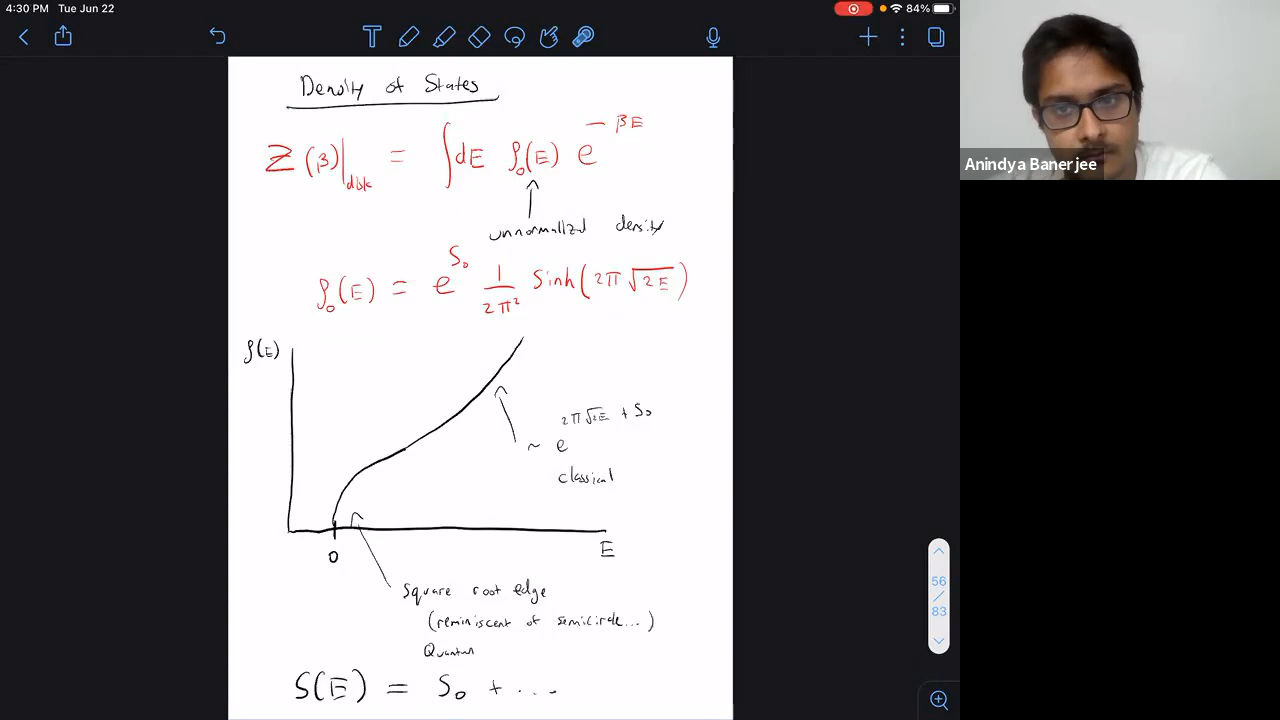 4:30 PM Tue Jun 22
84%
Density of States
Z(β)|disk = ∫dE ρ₀(E) e^{-βE}
unnormalized density
ρ₀(E) = e^{S₀} 1/2π² Sinh(2π√2E)
ρ(E)
~ e^{2π√2E + S₀}
classical
0
E
Square root edge
(reminiscent of semicircle...)
Quantum
S(E) = S₀ + ...
56
/
83
Anindya Banerjee